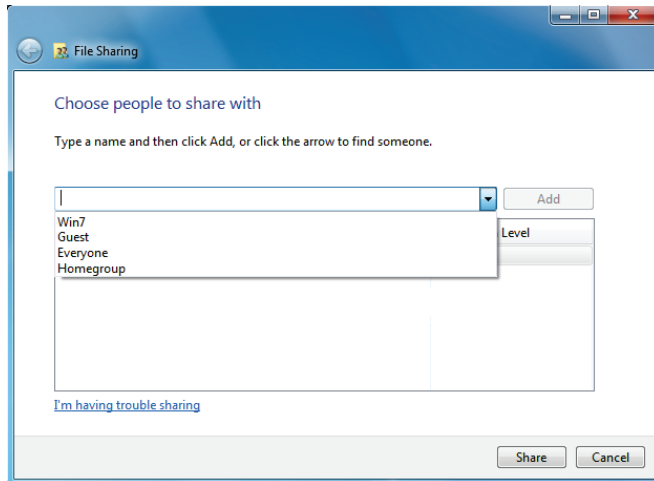 File Sharing
Choose people to share with
Type a name and then click Add, or click the arrow to find someone.
Add
Win7
Guest
Everyone
Homegroup
Level
I'm having trouble sharing
Share Cancel